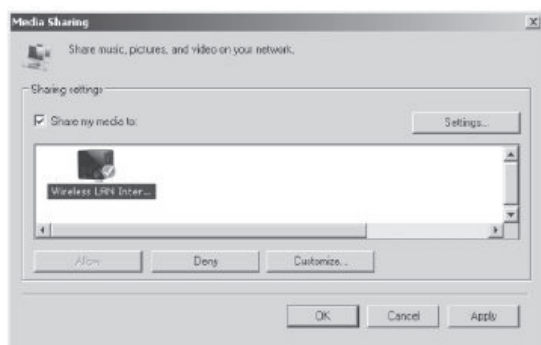 Media Sharing
Share music, pictures, and video on your network.
Sharing settings
Share my media to:
Settings...
Wireless LAN Inter...
Allow
Deny
Customize...
OK
Cancel
Apply